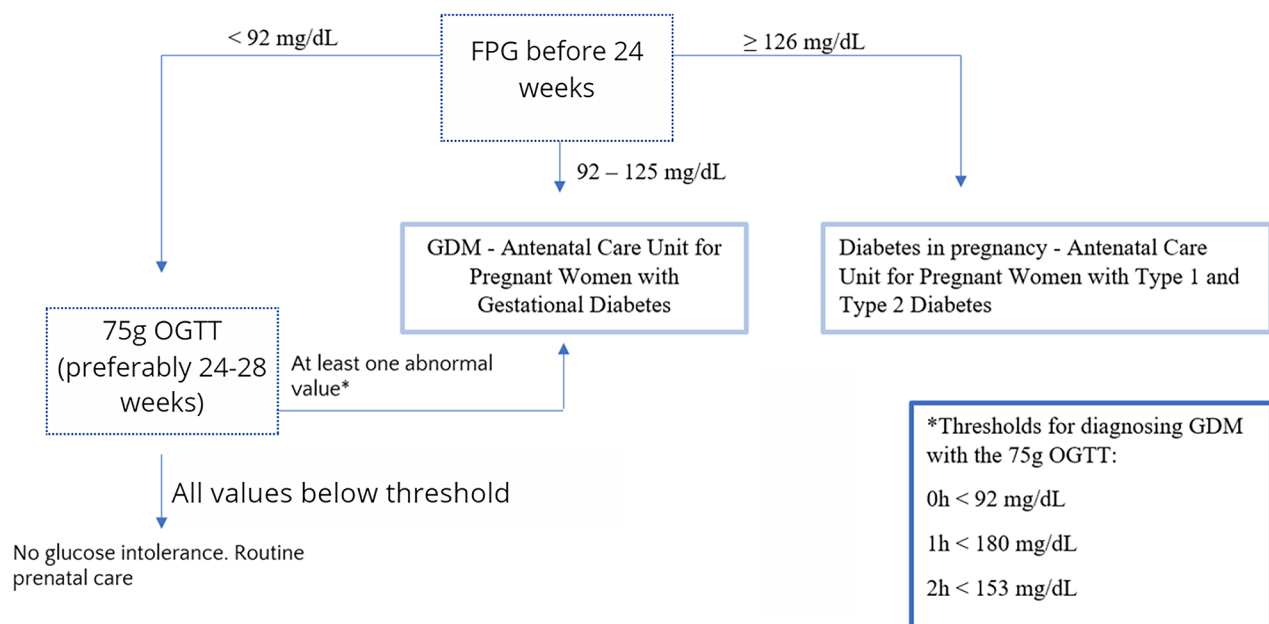 < 92 mg/dL
FPG before 24
weeks
≥ 126 mg/dL
92 – 125 mg/dL
GDM - Antenatal Care Unit for
Pregnant Women with
Gestational Diabetes
Diabetes in pregnancy - Antenatal Care
Unit for Pregnant Women with Type 1 and
Type 2 Diabetes
75g OGTT
(preferably 24-28
weeks)
At least one abnormal
value*
All values below threshold
No glucose intolerance. Routine
prenatal care
*Thresholds for diagnosing GDM
with the 75g OGTT:
0h < 92 mg/dL
1h < 180 mg/dL
2h < 153 mg/dL